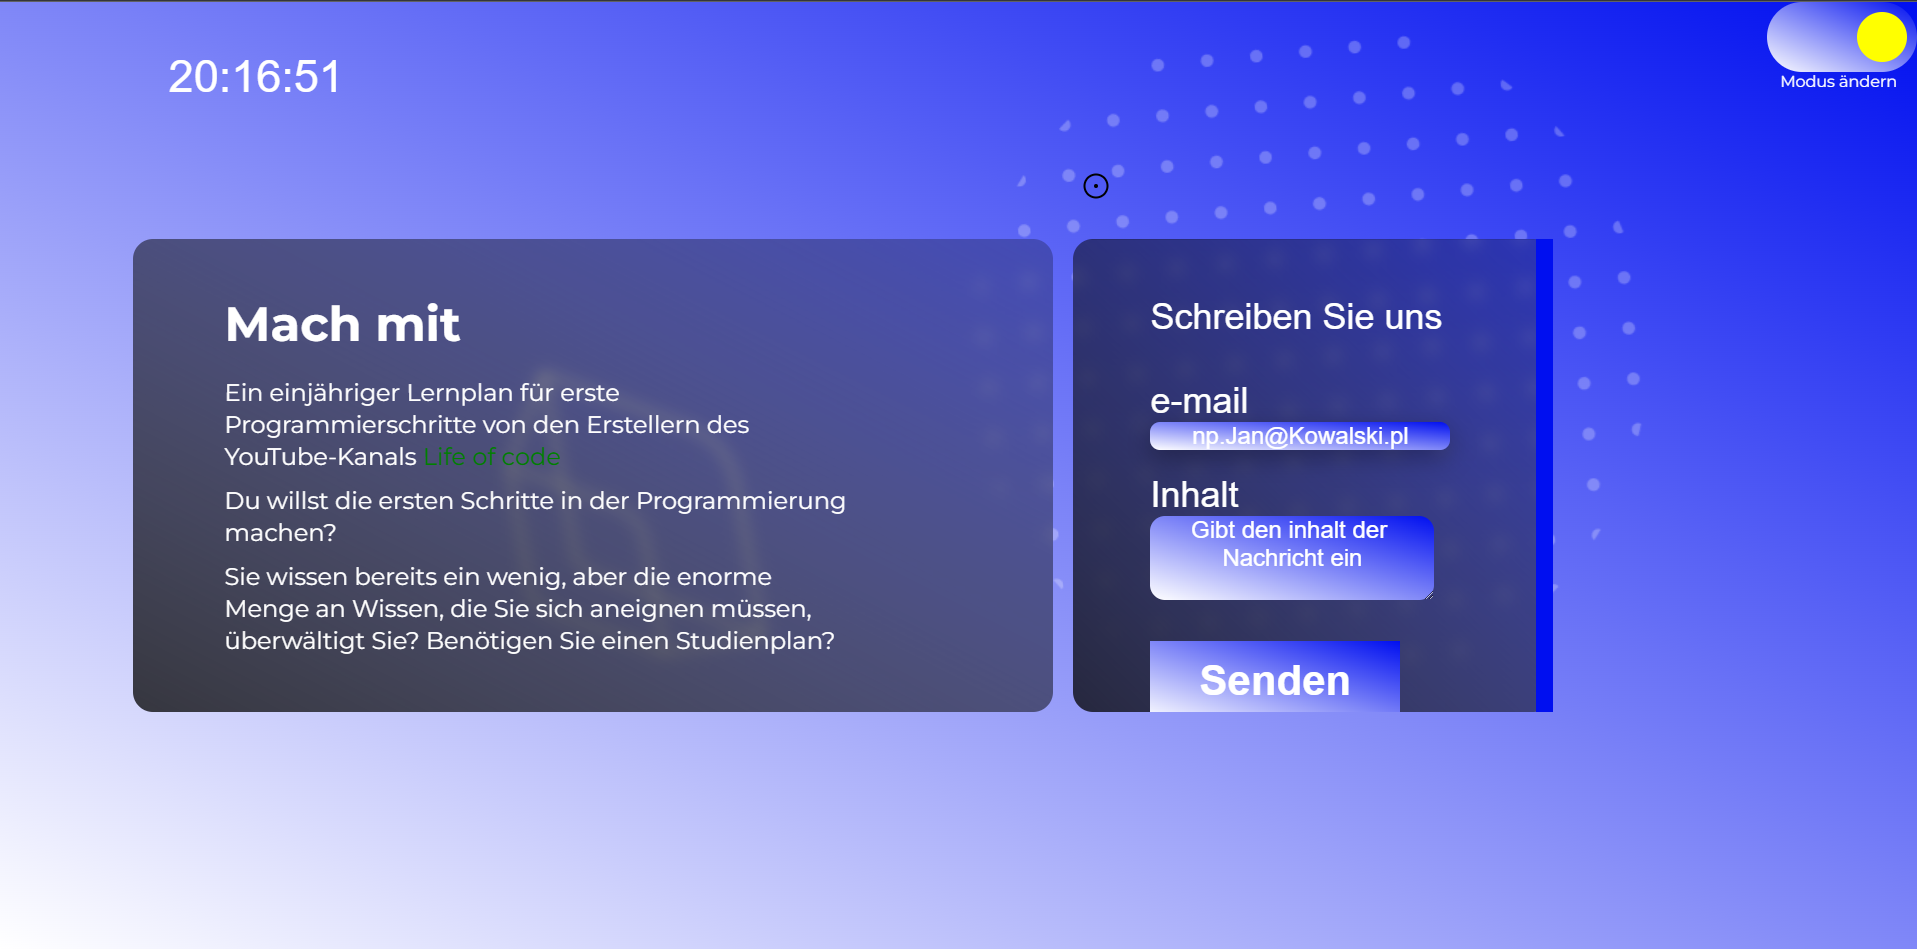 20:16:51
Modus ändern
Mach mit
Ein einjähriger Lernplan für erste
Programmierschritte von den Erstellern des
YouTube-Kanals Life of code
Du willst die ersten Schritte in der Programmierung
machen?
Sie wissen bereits ein wenig, aber die enorme
Menge an Wissen, die Sie sich aneignen müssen,
überwältigt Sie? Benötigen Sie einen Studienplan?
Schreiben Sie uns
e-mail
np.Jan@Kowalski.pl
Inhalt
Gibt den inhalt der
Nachricht ein
Senden